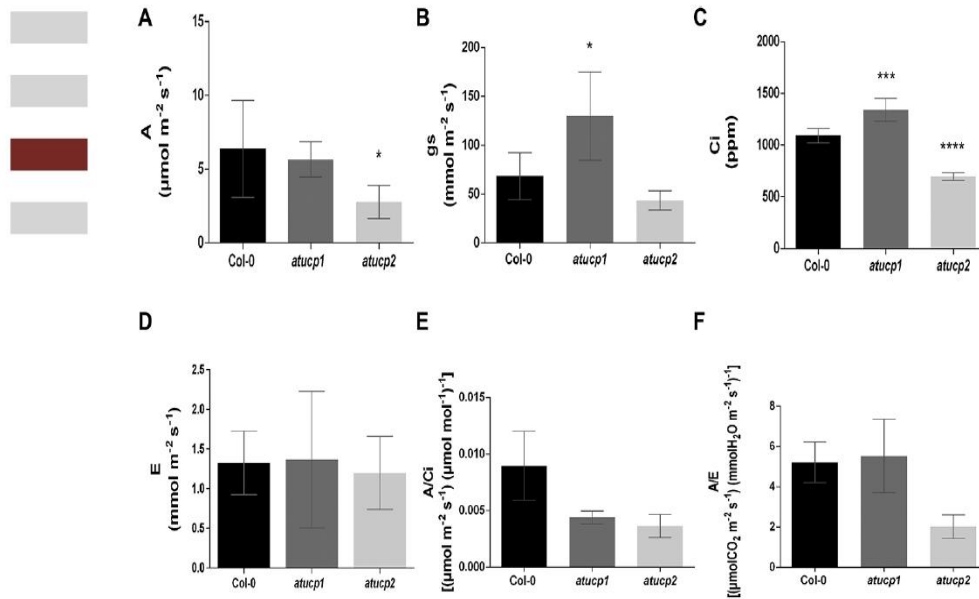 A
B
C
A
(µmol m⁻² s⁻¹)
15
10
5
0
*
Col-0 atucp1 atucp2
gs
(mmol m⁻² s⁻¹)
200
150
100
50
0
*
Col-0 atucp1 atucp2
Ci
(ppm)
2000
1500
1000
500
0
***
****
Col-0 atucp1 atucp2
D
E
F
E
(mmol m⁻² s⁻¹)
2.5
2.0
1.5
1.0
0.5
0.0
Col-0 atucp1 atucp2
A/Ci
[(µmol m⁻² s⁻¹) (µmol mol⁻¹)⁻¹]
0.015
0.010
0.005
0.000
Col-0 atucp1 atucp2
A/E
[(µmolCO₂ m⁻² s⁻¹) (mmolH₂O m⁻² s⁻¹)⁻¹]
8
6
4
2
0
Col-0 atucp1 atucp2